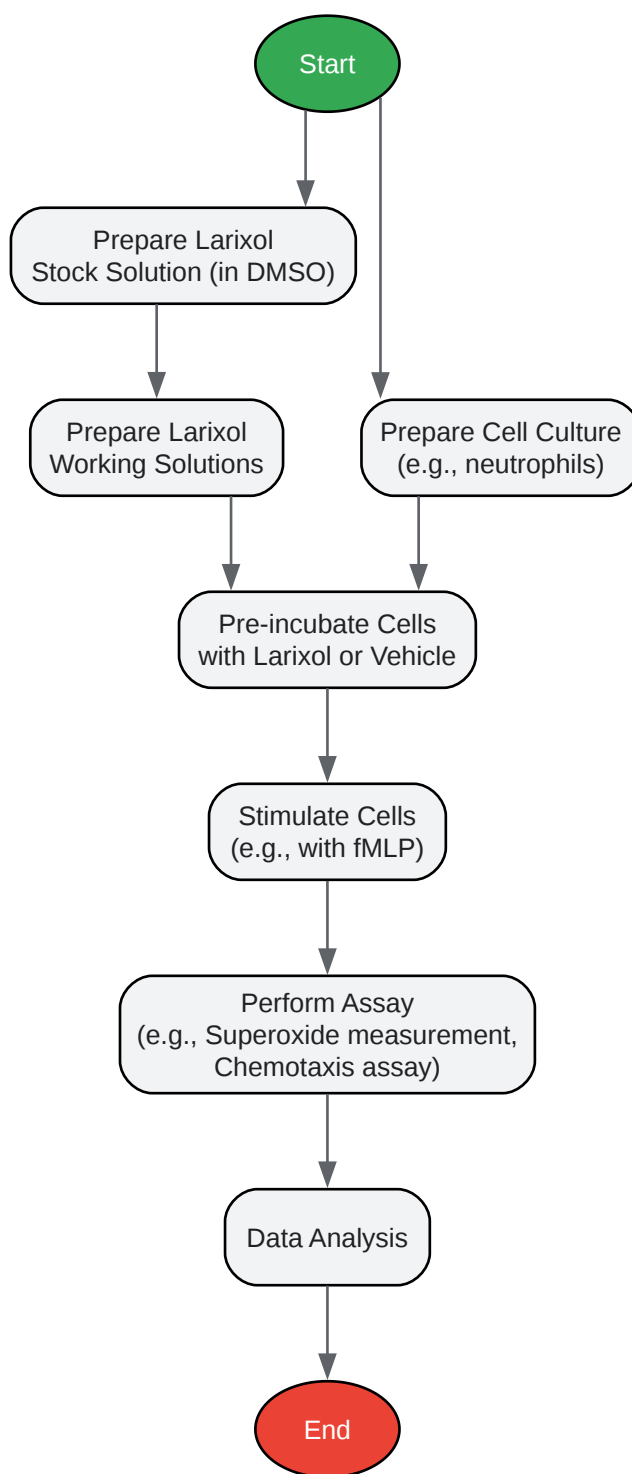 Start
Prepare Larixol
Stock Solution (in DMSO)
Prepare Larixol
Working Solutions
Prepare Cell Culture
(e.g., neutrophils)
Pre-incubate Cells
with Larixol or Vehicle
Stimulate Cells
(e.g., with fMLP)
Perform Assay
(e.g., Superoxide measurement,
Chemotaxis assay)
Data Analysis
End